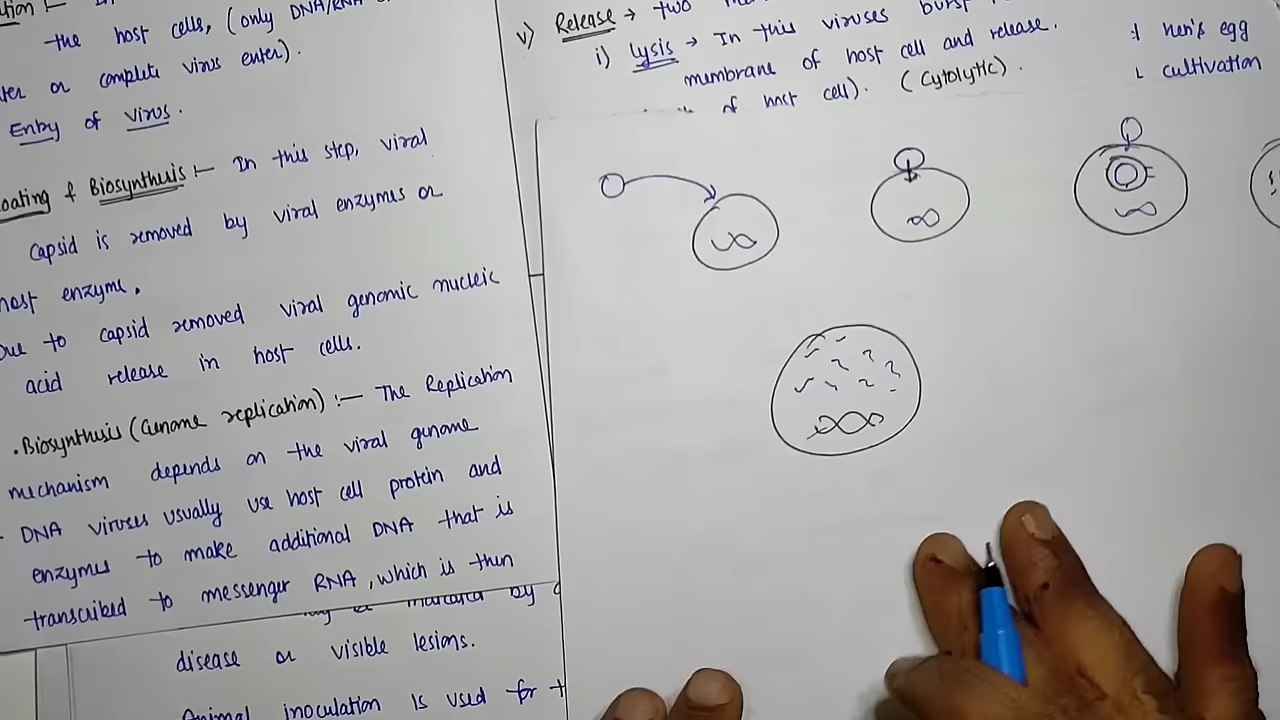 the host cells, (only DNA/RNA
or complete virus enter).
Entry of virus.
& Biosynthesis :- In this step, viral
capsid is removed by viral enzymes or
enzyme.
to capsid removed viral genomic nucleic
acid release in host cells.
. Biosynthesis (Genome replication) :- The Replication
mechanism depends on the viral genome
- DNA viruses usually use host cell protein and
enzymes to make additional DNA that is
transcribed to messenger RNA, which is then
by
disease or visible lesions.
Animal inoculation is used for
v) Release → two
i) Lysis → In this viruses burst
membrane of host cell and release.
of host cell). (Cytolytic).
hen's egg
cultivation